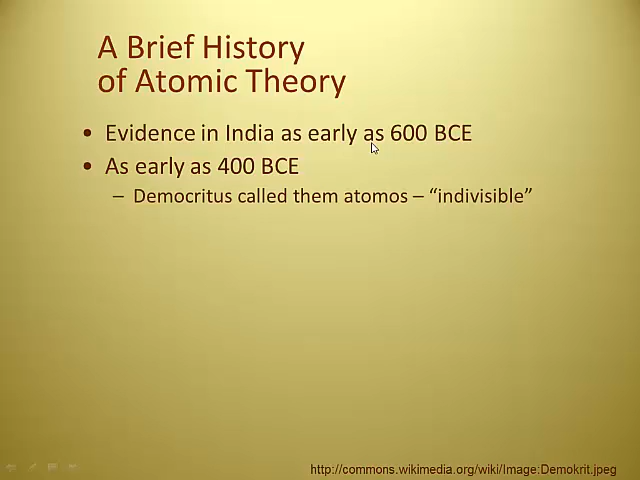 A Brief History
of Atomic Theory
• Evidence in India as early as 600 BCE
• As early as 400 BCE
– Democritus called them atomos – “indivisible”
http://commons.wikimedia.org/wiki/Image:Demokrit.jpeg